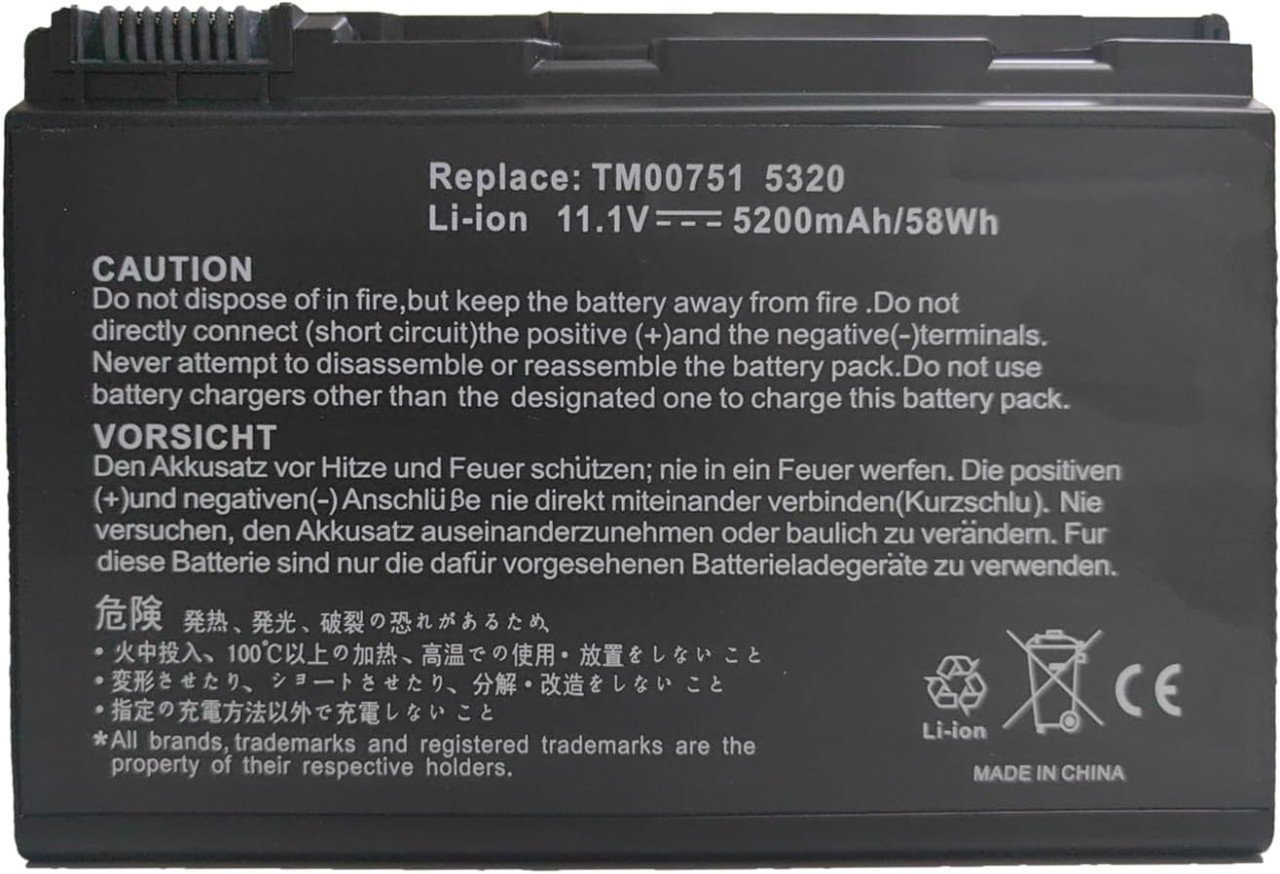 Replace: TM00751 5320
Li-ion 11.1V 5200mAh/58Wh
CAUTION
Do not dispose of in fire,but keep the battery away from fire .Do not
directly connect (short circuit)the positive (+)and the negative(-)terminals.
Never attempt to disassemble or reassemble the battery pack.Do not use
battery chargers other than the designated one to charge this battery pack.
VORSICHT
Den Akkusatz vor Hitze und Feuer schützen; nie in ein Feuer werfen. Die positiven
(+)und negativen(-) Anschlüße nie direkt miteinander verbinden(Kurzschlu). Nie
versuchen, den Akkusatz auseinanderzunehmen oder baulich zu verändem. Fur
diese Batterie sind nur die dafür vorgesehenen Batterieladegeräte zu verwenden.
危険 発熱、発光、破裂の恐れがあるため、
・火中投入、100℃以上の加熱、高温での使用・放置をしない こと
・変形させたり、ショートさせたり、分解・改造をしない こと
・指定の充電方法以外で充電しない こと
*All brands, trademarks and registered trademarks are the
property of their respective holders.
Li-ion
CE
MADE IN CHINA